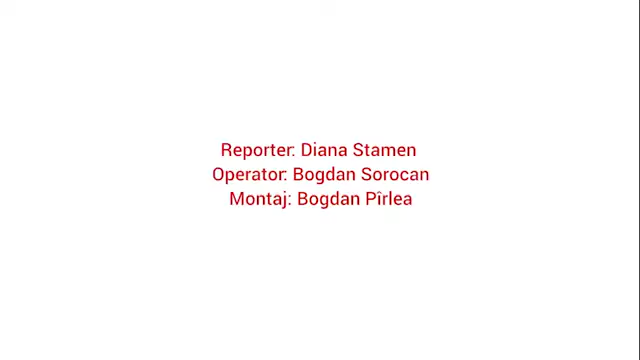 Reporter: Diana Stamen
Operator: Bogdan Sorocan
Montaj: Bogdan Pîrlea